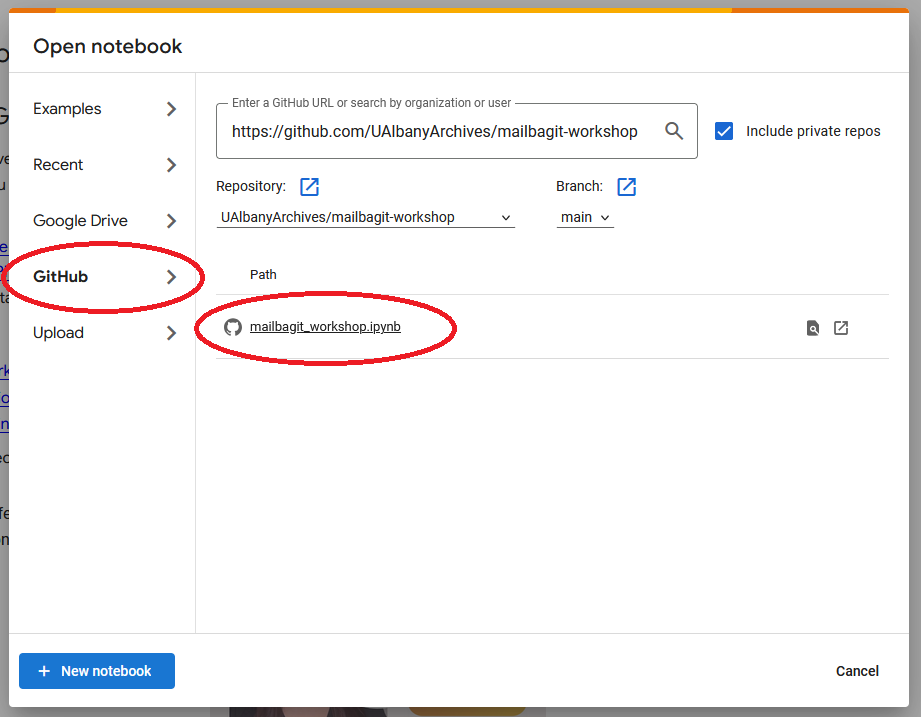 Open notebook
Examples
Recent
Google Drive
GitHub
Upload
Enter a GitHub URL or search by organization or user
https://github.com/UAlbanyArchives/mailbagit-workshop
Include private repos
Repository:
Branch:
UAlbanyArchives/mailbagit-workshop
main
Path
mailbagit_workshop.ipynb
+ New notebook
Cancel